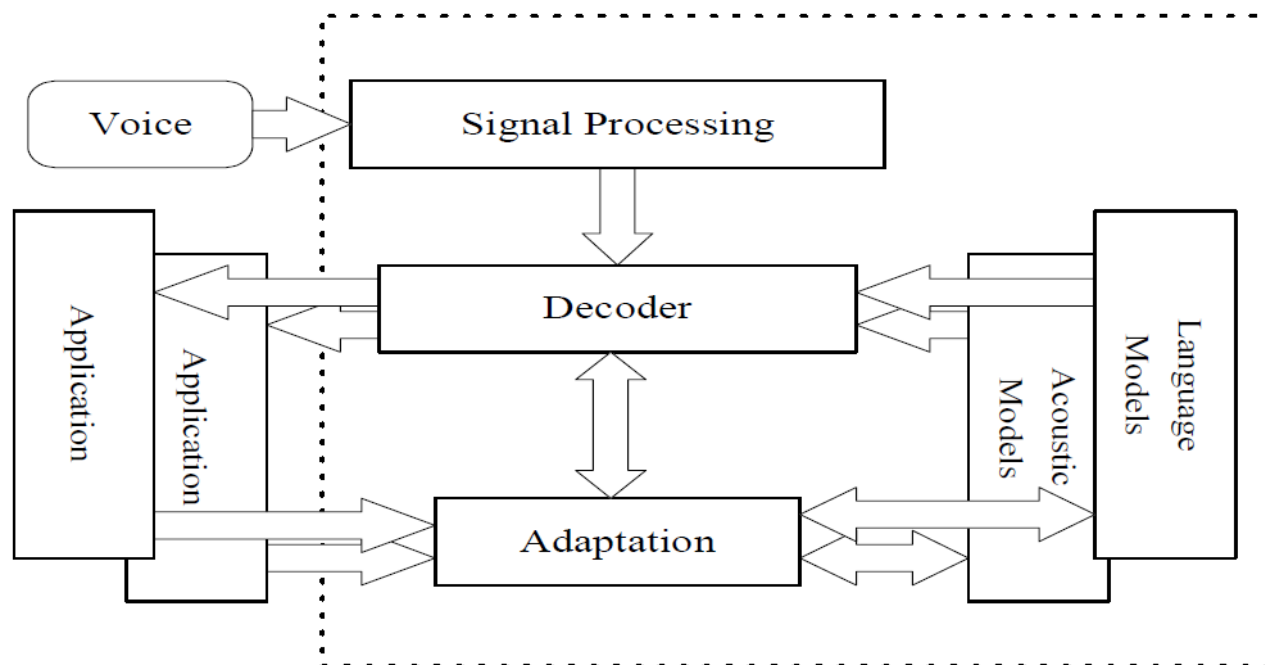 Voice
Signal Processing
Decoder
Application
Application
Language
Models
Acoustic
Models
Adaptation